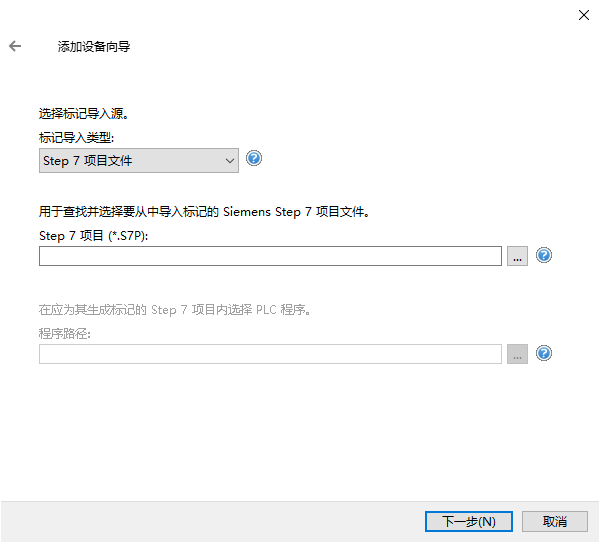 添加设备向导
选择标记导入源。
标记导入类型:
Step 7 项目文件
用于查找并选择要从中导入标记的 Siemens Step 7 项目文件。
Step 7 项目 (*.S7P):
...
在应为其生成标记的 Step 7 项目内选择 PLC 程序。
程序路径:
...
下一步(N)
取消